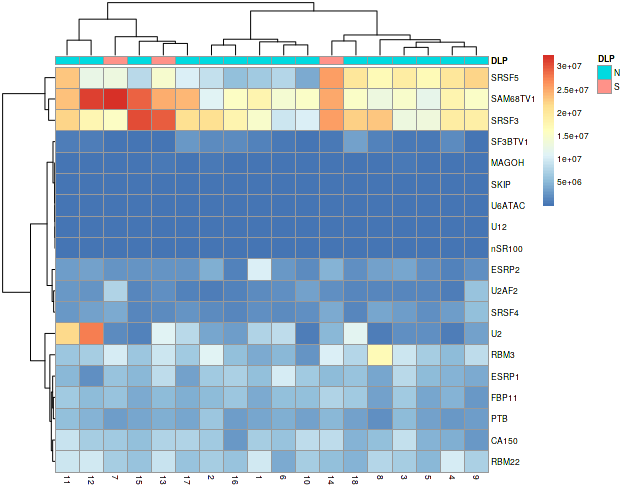 DLP
SRSF5
SAM68TV1
SRSF3
SF3BTV1
MAGOH
SKIP
U6ATAC
U12
nSR100
ESRP2
U2AF2
SRSF4
U2
RBM3
ESRP1
FBP11
PTB
CA150
RBM22
11 12 7 15 13 17 2 16 1 6 10 14 18 8 3 5 4 9
3e+07
2.5e+07
2e+07
1.5e+07
1e+07
5e+06
DLP
N
S